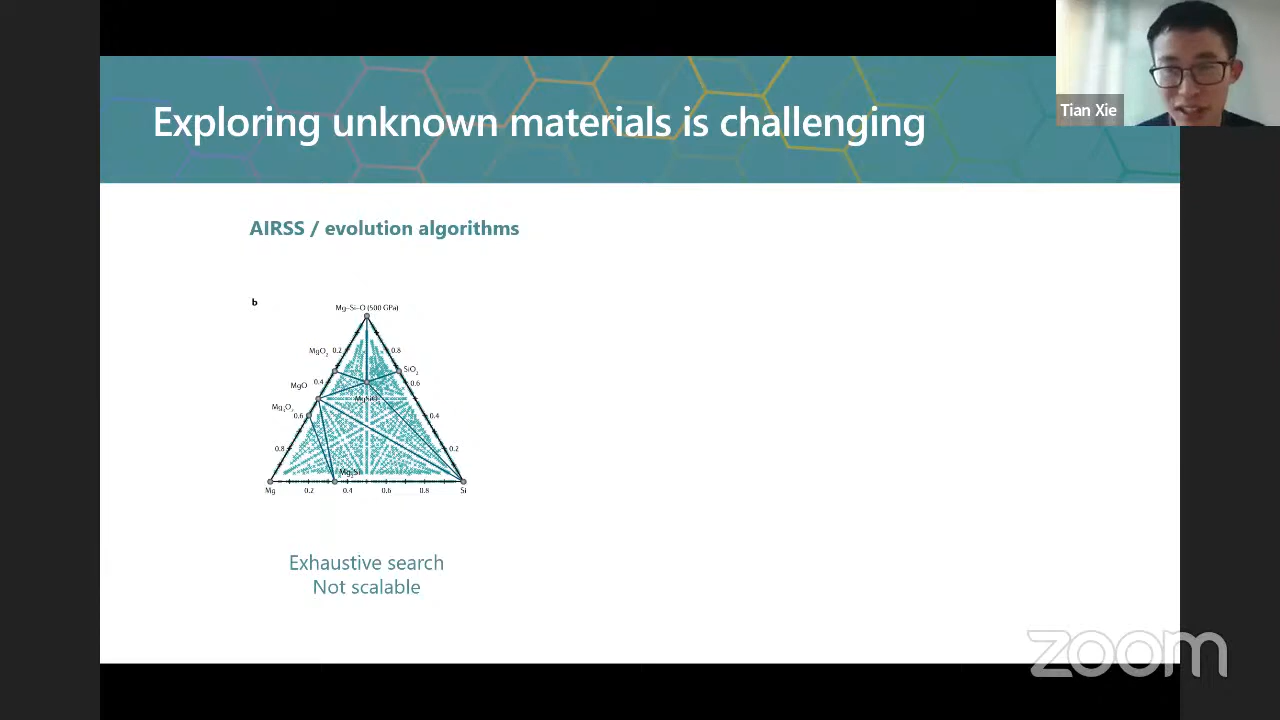 Exploring unknown materials is challenging
Tian Xie
AIRSS / evolution algorithms
b
Mg–Si–O (500 GPa)
MgO2 0.2 0.8
SiO2
MgO 0.4 0.6
MgSiO3
Mg3O2 0.6 0.4
0.8 0.2
Mg2Si
Mg 0.2 0.4 0.6 0.8 Si
Exhaustive search
Not scalable
zoom